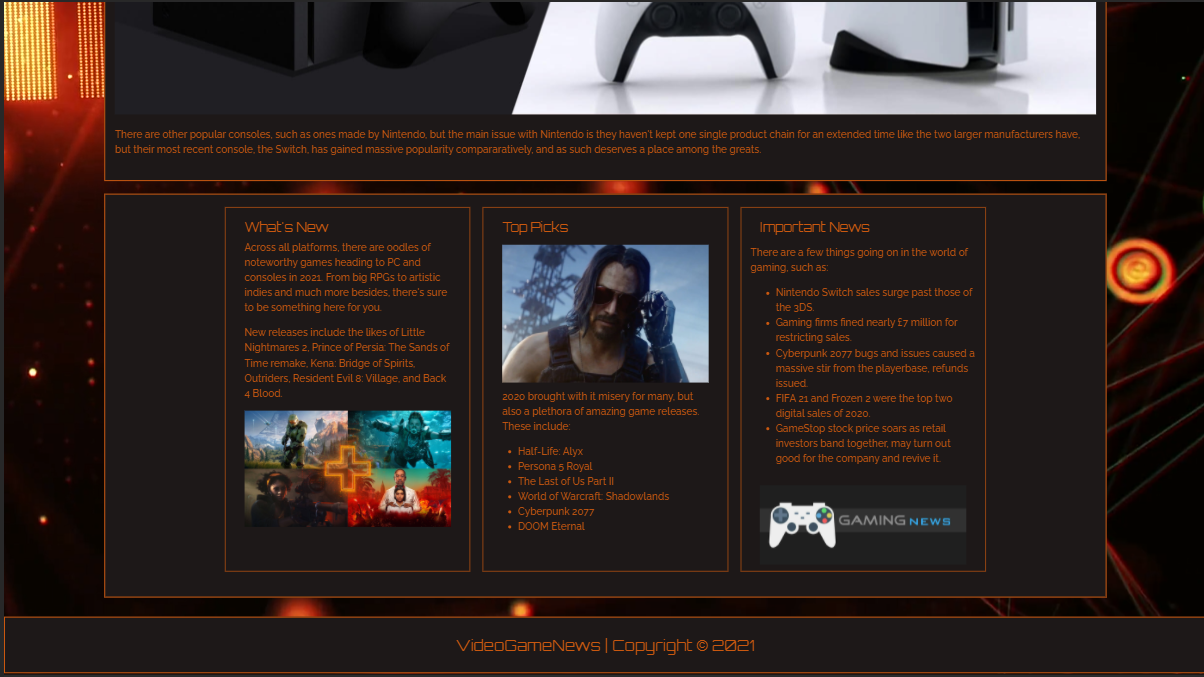 There are other popular consoles, such as ones made by Nintendo, but the main issue with Nintendo is they haven't kept one single product chain for an extended time like the two larger manufacturers have,
but their most recent console, the Switch, has gained massive popularity compararatively, and as such deserves a place among the greats.
What's New
Across all platforms, there are oodles of
noteworthy games heading to PC and
consoles in 2021. From big RPGs to artistic
indies and much more besides, there's sure
to be something here for you.
New releases include the likes of Little
Nightmares 2, Prince of Persia: The Sands of
Time remake, Kena: Bridge of Spirits,
Outriders, Resident Evil 8: Village, and Back
4 Blood.
Top Picks
2020 brought with it misery for many, but
also a plethora of amazing game releases.
These include:
• Half-Life: Alyx
• Persona 5 Royal
• The Last of Us Part II
• World of Warcraft: Shadowlands
• Cyberpunk 2077
• DOOM Eternal
Important News
There are a few things going on in the world of
gaming, such as:
• Nintendo Switch sales surge past those of
the 3DS.
• Gaming firms fined nearly £7 million for
restricting sales.
• Cyberpunk 2077 bugs and issues caused a
massive stir from the playerbase, refunds
issued.
• FIFA 21 and Frozen 2 were the top two
digital sales of 2020.
• GameStop stock price soars as retail
investors band together, may turn out
good for the company and revive it.
GAMING NEWS
VideoGameNews | Copyright © 2021